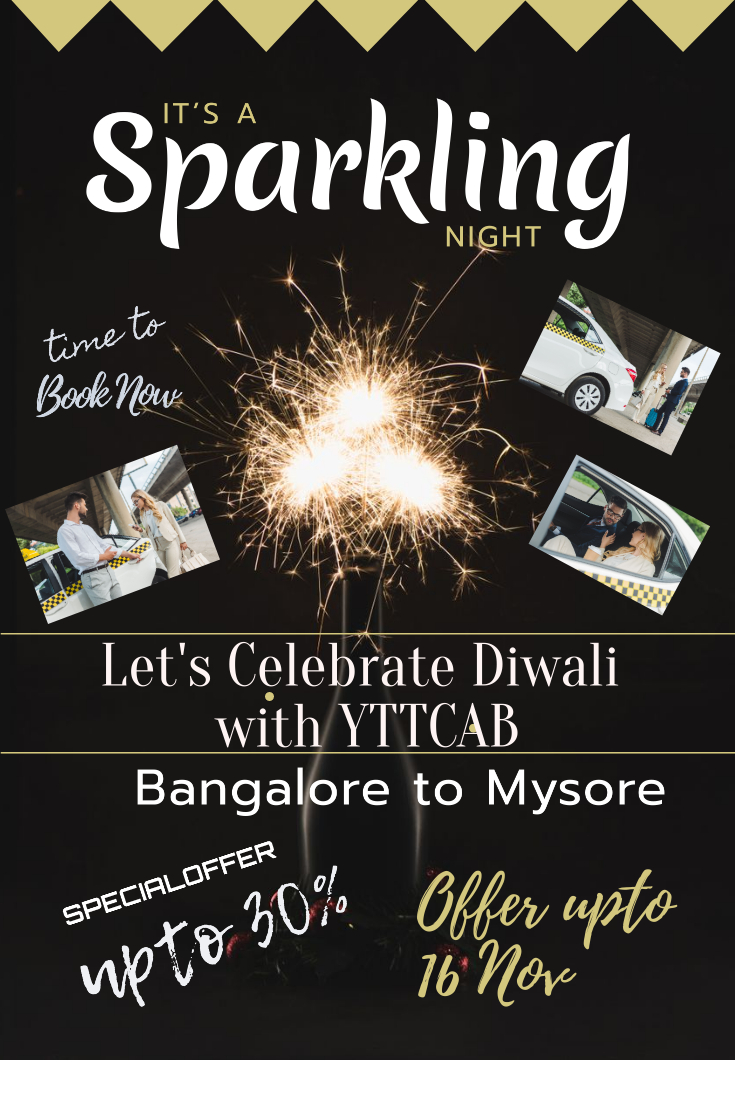 IT'S A
Sparkling
NIGHT
time to
Book Now
Let's Celebrate Diwali
with YTTCAB
Bangalore to Mysore
SPECIALOFFER
upto 30%
Offer upto
16 Nov